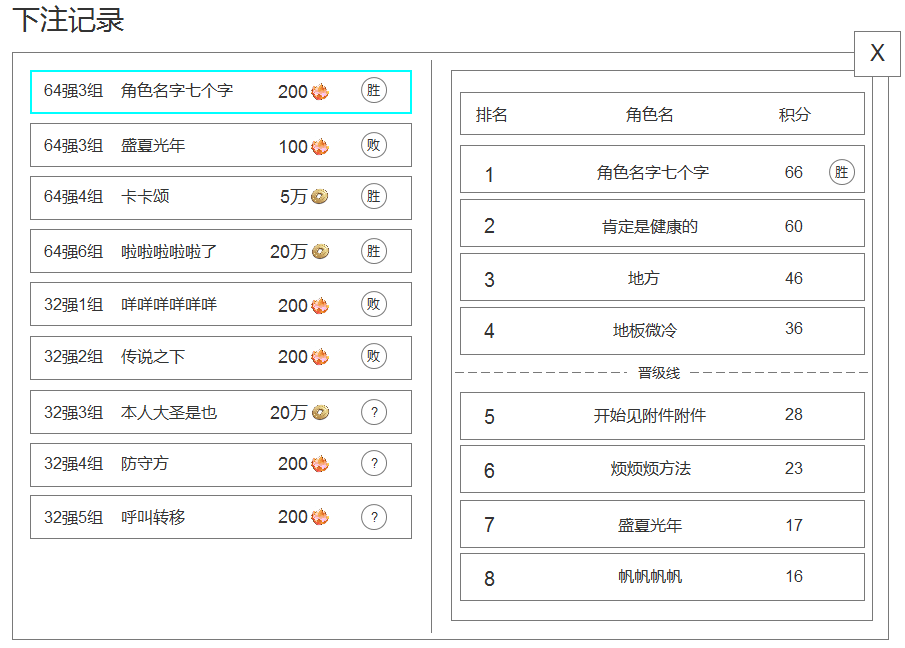 下注记录
X
64强3组 角色名字七个字 200 胜
64强3组 盛夏光年 100 败
64强4组 卡卡颂 5万 胜
64强6组 啦啦啦啦啦了 20万 胜
32强1组 咩咩咩咩咩咩 200 败
32强2组 传说之下 200 败
32强3组 本人大圣是也 20万 ?
32强4组 防守方 200 ?
32强5组 呼叫转移 200 ?
排名 角色名 积分
1 角色名字七个字 66 胜
2 肯定是健康的 60
3 地方 46
4 地板微冷 36
晋级线
5 开始见附件附件 28
6 烦烦烦方法 23
7 盛夏光年 17
8 帆帆帆帆 16